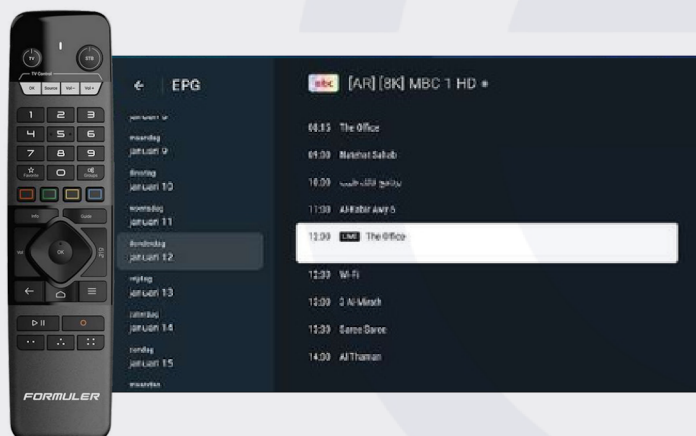 TV
STB
TV Control
OK Source Vol- Vol+
1 2 3
4 5 6
7 8 9
Favorite 0 Groups
Info Guide
Vol OK
FORMULER
EPG
januari 9
dinsdag
januari 10
woensdag
januari 11
donderdag
januari 12
vrijdag
januari 13
zaterdag
januari 14
zondag
januari 15
maandag
[AR] [8K] MBC 1 HD
08:15 The Office
09:00
10:00
11:00 Al-Kabir Awy 5
12:00 LIVE The Office
12:30 Wi-Fi
13:00 3 Al-Mirath
13:30 Saree Saree
14:00 Al Thaman